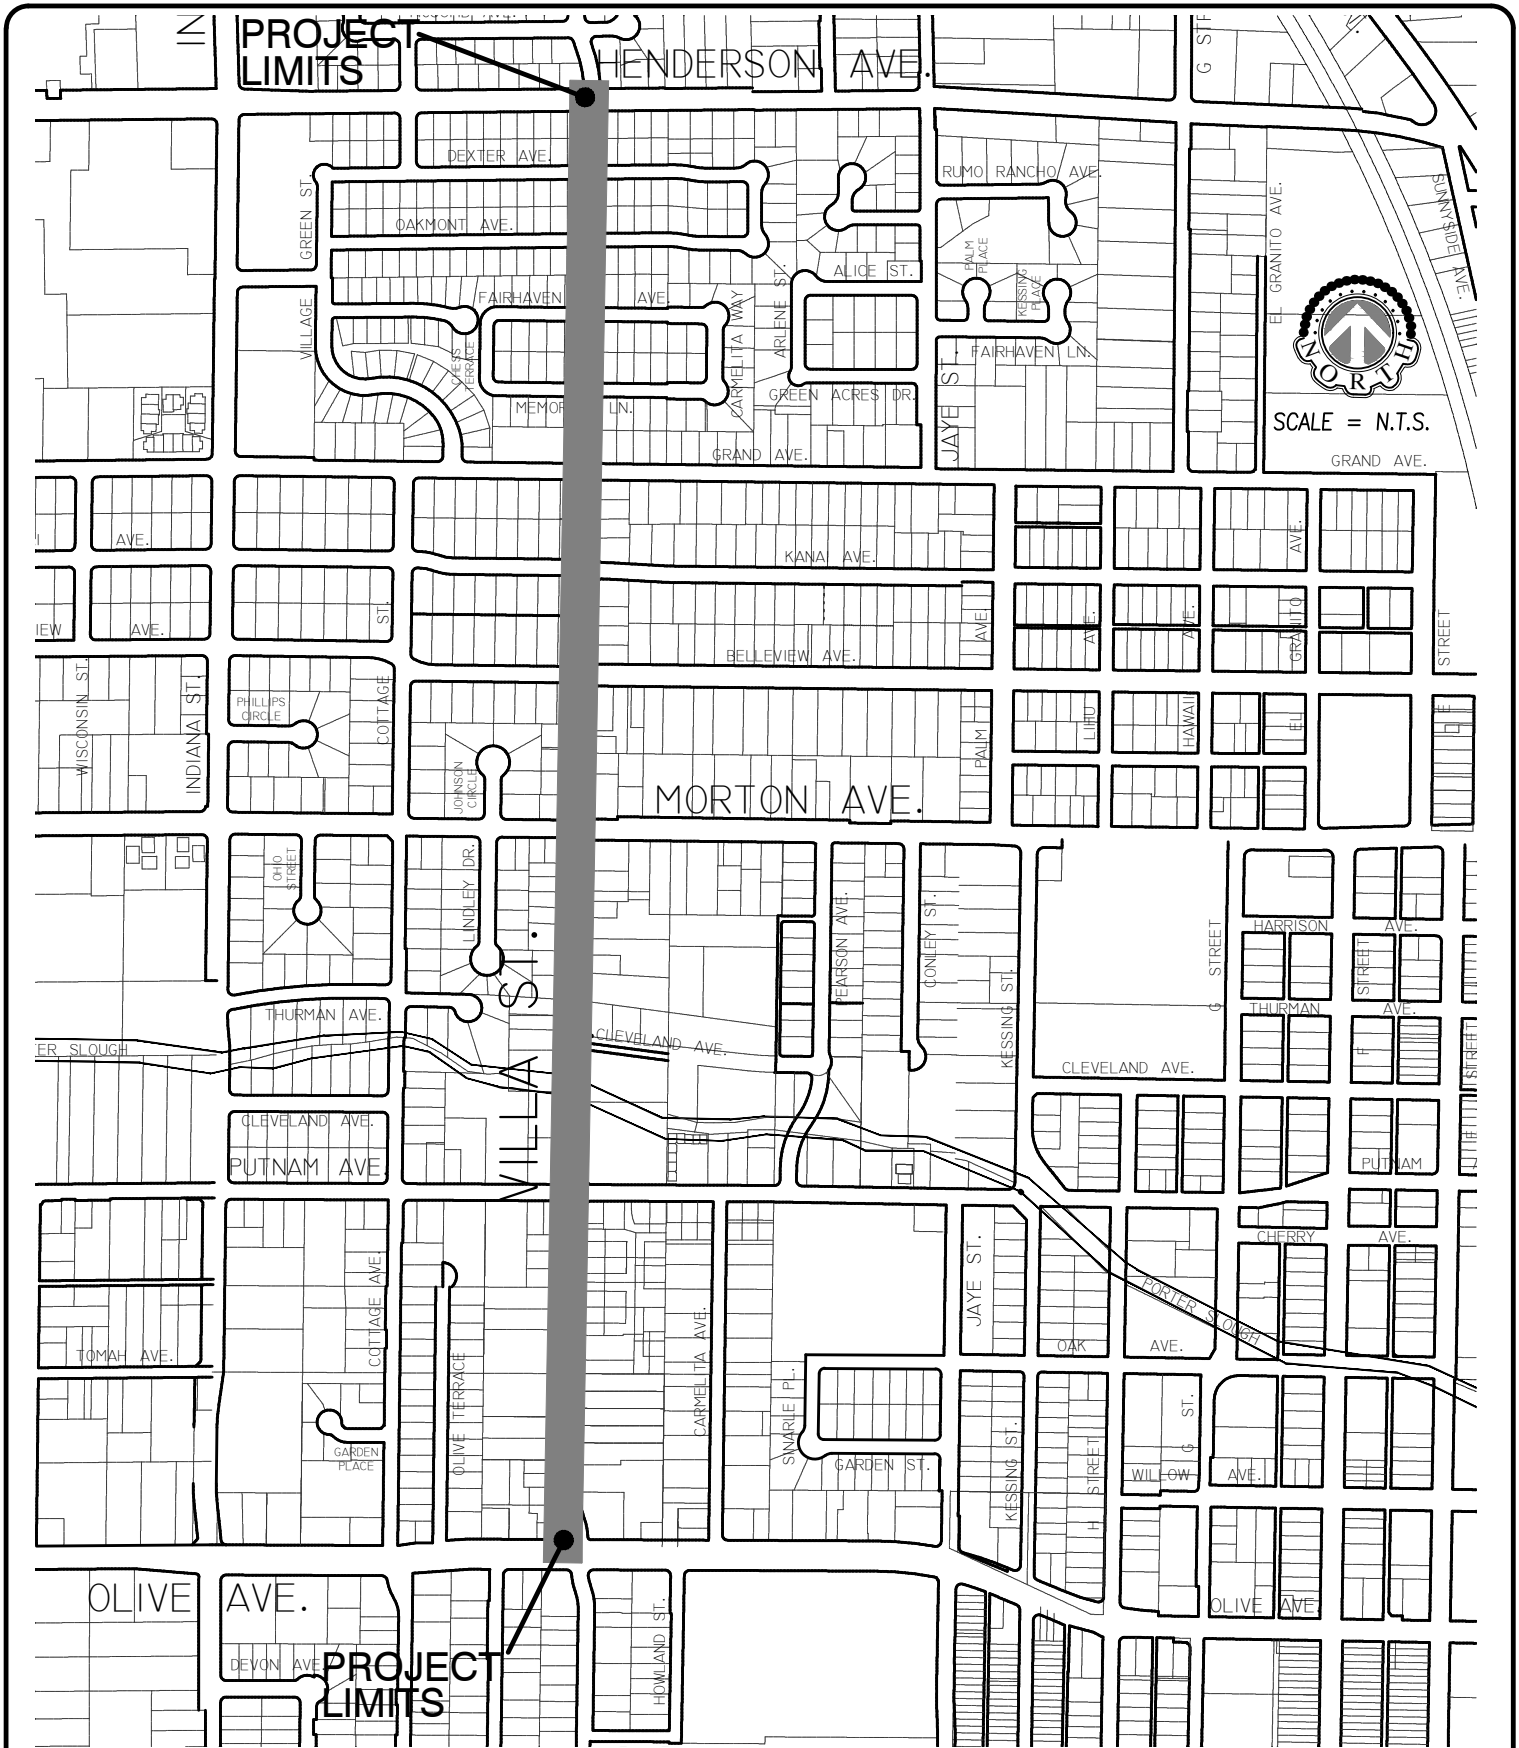 IN
PROJECT
LIMITS
HENDERSON AVE.
DEXTER AVE.
RUMO RANCHO AVE.
GREEN ST.
OAKMONT AVE.
EL GRANITO AVE.
SUNNYSIDE AVE.
PALM
PLACE
ALICE ST.
KESSING
PLACE
ARLENE ST.
FAIRHAVEN AVE.
CARMELITA WAY
VILLAGE
CHESS
TERRACE
FAIRHAVEN LN.
NORTH
GREEN ACRES DR.
LN.
JAYE ST.
SCALE = N.T.S.
GRAND AVE.
GRAND AVE.
AVE.
KANAI AVE.
AVE.
IEW AVE.
ST.
BELLEVIEW AVE.
AVE.
AVE.
AVE.
GRANITO
STREET
WISCONSIN ST.
INDIANA ST.
PHILLIPS
CIRCLE
COTTAGE
JOHNSON
CIRCLE
PALM
LIHU
HAWAII
EL
E
MORTON AVE.
OHIO
STREET
LINDLEY DR.
PEARSON AVE.
CONLEY ST.
KESSING ST.
G STREET
HARRISON AVE.
F STREET
THURMAN AVE.
THURMAN AVE.
VILLA ST.
CLEVELAND AVE.
TER SLOUGH
CLEVELAND AVE.
STREET
CLEVELAND AVE.
PUTNAM AVE.
PUTNAM
CHERRY AVE.
COTTAGE AVE.
JAYE ST.
PORTER SLOUGH
OAK AVE.
TOMAH AVE.
OLIVE TERRACE
CARMELITA AVE.
SINARLE PL.
GARDEN ST.
GARDEN
PLACE
KESSING ST.
H STREET
G ST.
WILLOW AVE.
OLIVE AVE.
OLIVE AVE.
HOWLAND ST.
DEVON AVE.
PROJECT
LIMITS